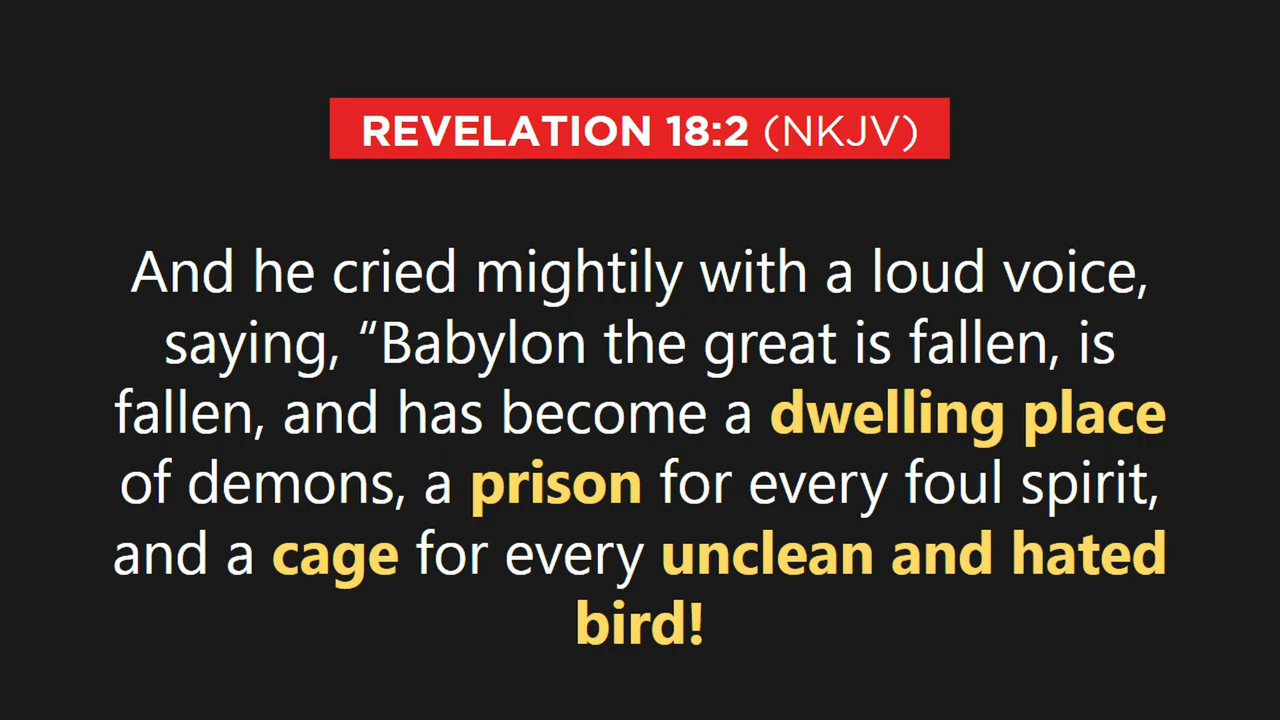 REVELATION 18:2 (NKJV)
And he cried mightily with a loud voice,
saying, “Babylon the great is fallen, is
fallen, and has become a dwelling place
of demons, a prison for every foul spirit,
and a cage for every unclean and hated
bird!